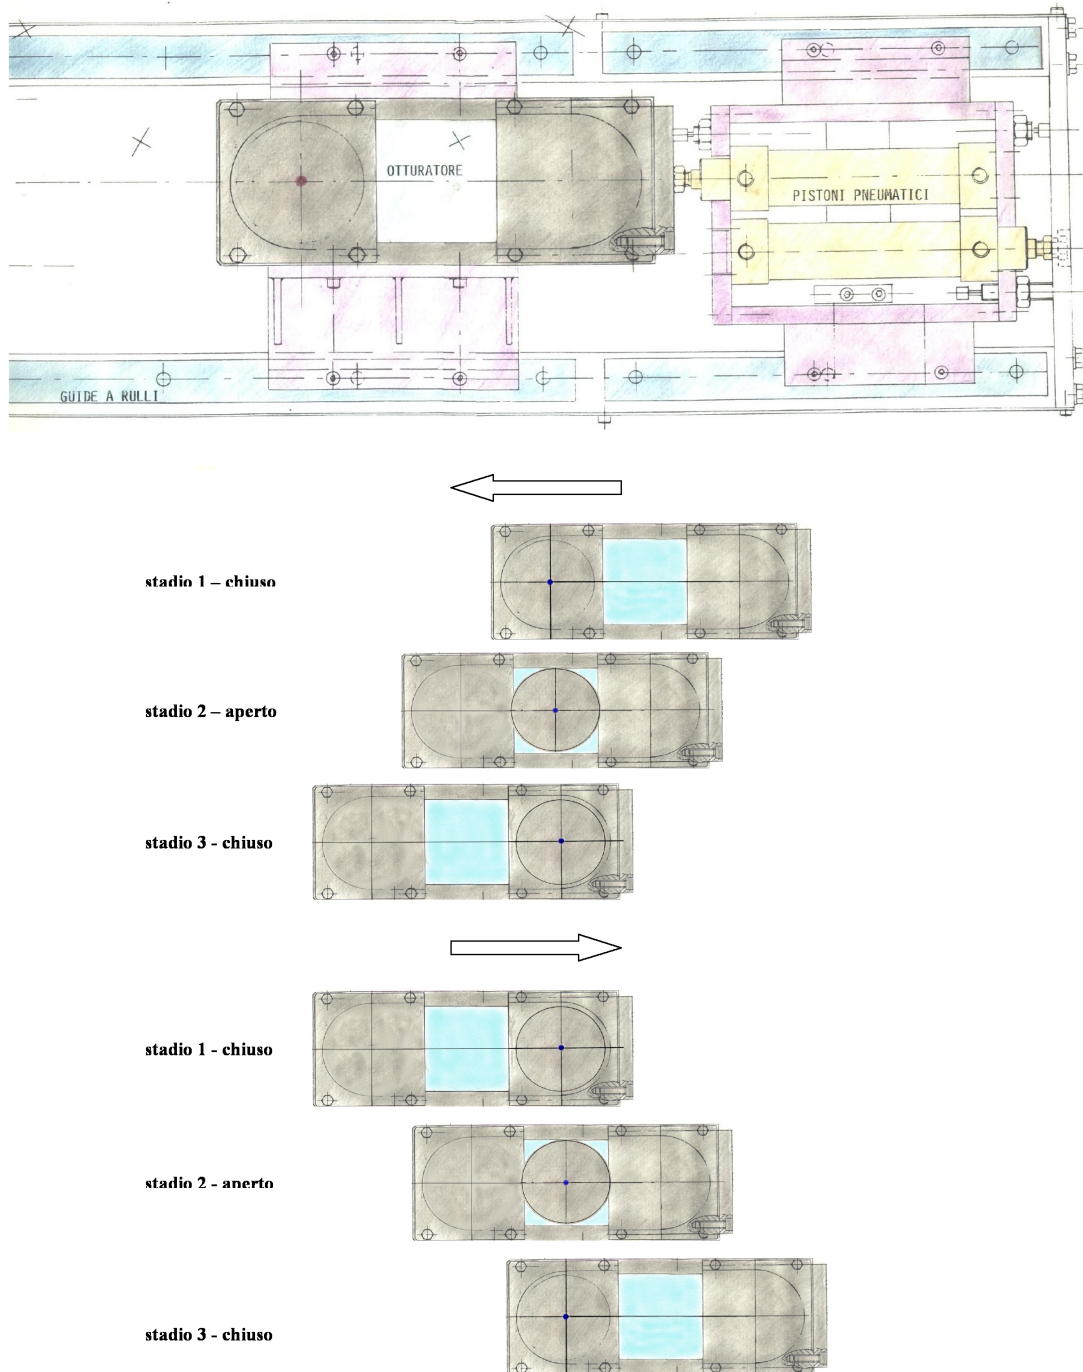 OTTURATORE
PISTONI PNEUMATICI
GUIDE A RULLI
stadio 1 – chiuso
stadio 2 – aperto
stadio 3 - chiuso
stadio 1 - chiuso
stadio 2 - aperto
stadio 3 - chiuso